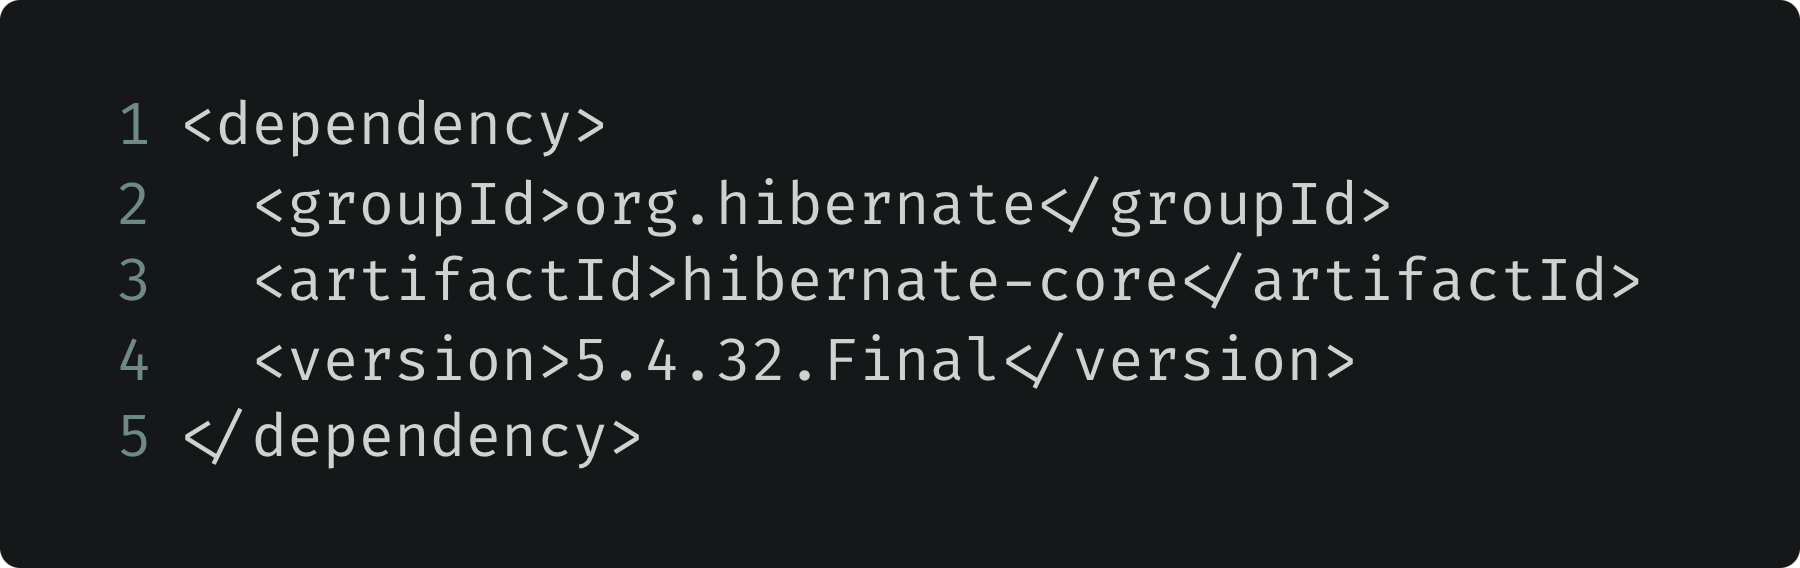 1 <dependency>
2   <groupId>org.hibernate</groupId>
3   <artifactId>hibernate-core</artifactId>
4   <version>5.4.32.Final</version>
5 </dependency>